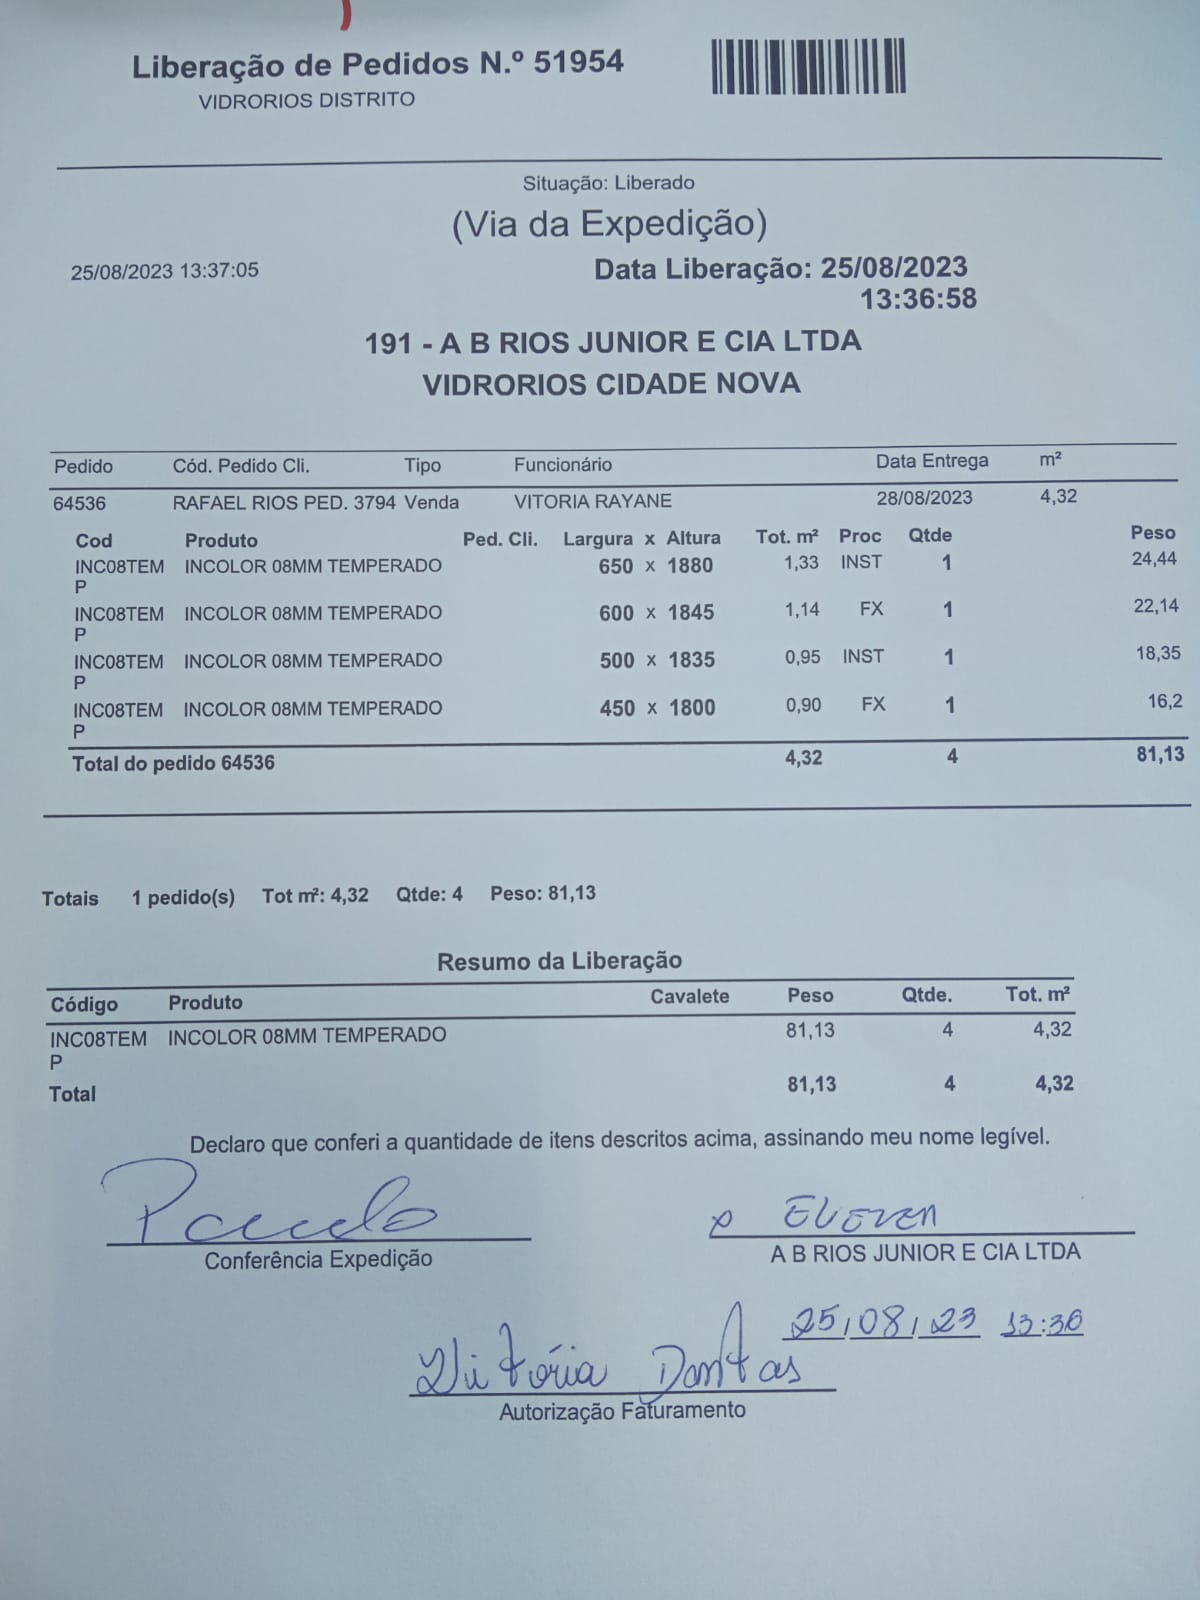 Liberação de Pedidos N.º 51954
VIDRORIOS DISTRITO
Situação: Liberado
(Via da Expedição)
25/08/2023 13:37:05 Data Liberação: 25/08/2023
13:36:58
191 - A B RIOS JUNIOR E CIA LTDA
VIDRORIOS CIDADE NOVA
Pedido Cód. Pedido Cli. Tipo Funcionário Data Entrega m²
64536 RAFAEL RIOS PED. 3794 Venda VITORIA RAYANE 28/08/2023 4,32
Cod Produto Ped. Cli. Largura x Altura Tot. m² Proc Qtde Peso
INC08TEM INCOLOR 08MM TEMPERADO 650 x 1880 1,33 INST 1 24,44
P
INC08TEM INCOLOR 08MM TEMPERADO 600 x 1845 1,14 FX 1 22,14
P
INC08TEM INCOLOR 08MM TEMPERADO 500 x 1835 0,95 INST 1 18,35
P
INC08TEM INCOLOR 08MM TEMPERADO 450 x 1800 0,90 FX 1 16,2
P
Total do pedido 64536 4,32 4 81,13
Totais 1 pedido(s) Tot m²: 4,32 Qtde: 4 Peso: 81,13
Resumo da Liberação
Código Produto Cavalete Peso Qtde. Tot. m²
INC08TEM INCOLOR 08MM TEMPERADO 81,13 4 4,32
P
Total 81,13 4 4,32
Declaro que conferi a quantidade de itens descritos acima, assinando meu nome legível.
Conferência Expedição
A B RIOS JUNIOR E CIA LTDA
25/08/23 13:36
Vitória Dantas
Autorização Faturamento